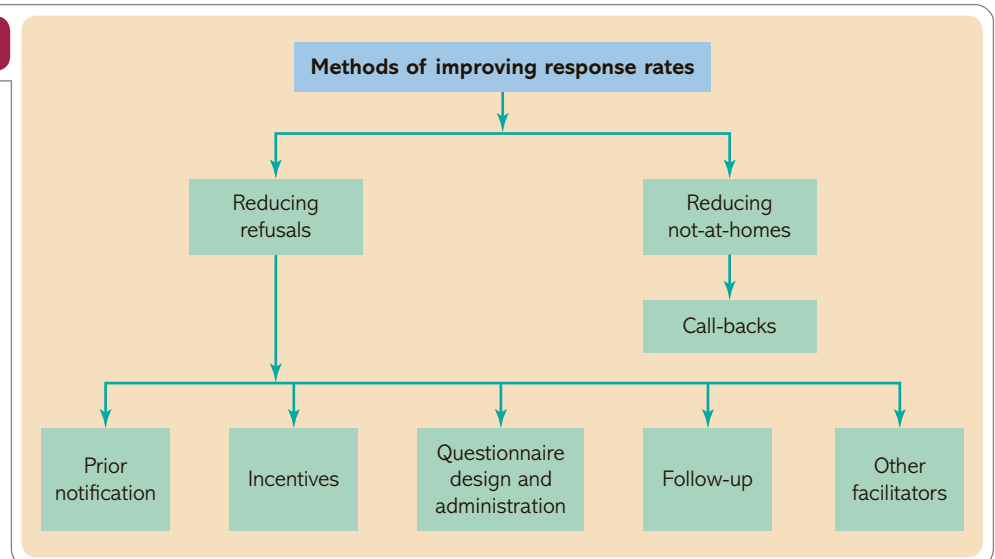 Methods of improving response rates
Reducing
refusals
Reducing
not-at-homes
Call-backs
Prior
notification
Incentives
Questionnaire
design and
administration
Follow-up
Other
facilitators